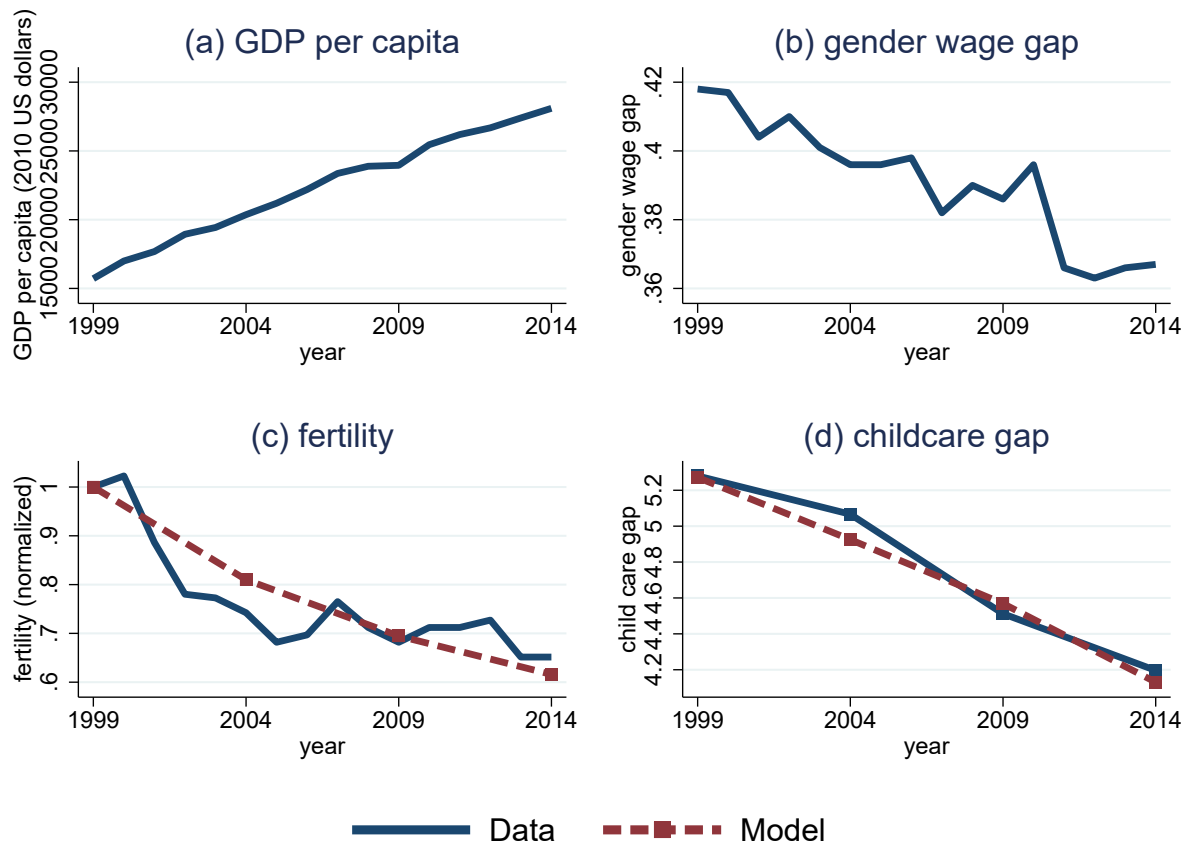 (a) GDP per capita
GDP per capita (2010 US dollars)
30000
25000
20000
15000
1999 2004 2009 2014
year
(b) gender wage gap
gender wage gap
.42
.4
.38
.36
1999 2004 2009 2014
year
(c) fertility
fertility (normalized)
1
.9
.8
.7
.6
1999 2004 2009 2014
year
(d) childcare gap
child care gap
5.2
5
4.8
4.6
4.4
4.2
1999 2004 2009 2014
year
Data Model